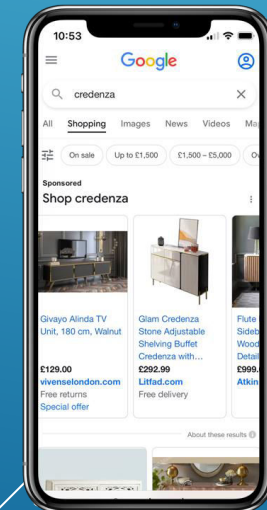 10:53
Google
credenza
All Shopping Images News Videos Ma
On sale Up to £1,500 £1,500 – £5,000 Ov
Sponsored
Shop credenza
Givayo Alinda TV
Unit, 180 cm, Walnut
£129.00
vivenselondon.com
Free returns
Special offer
Glam Credenza
Stone Adjustable
Shelving Buffet
Credenza with...
£292.99
Litfad.com
Free delivery
Flute
Sideb
Wood
Detail
£999.
Atkin
About these results